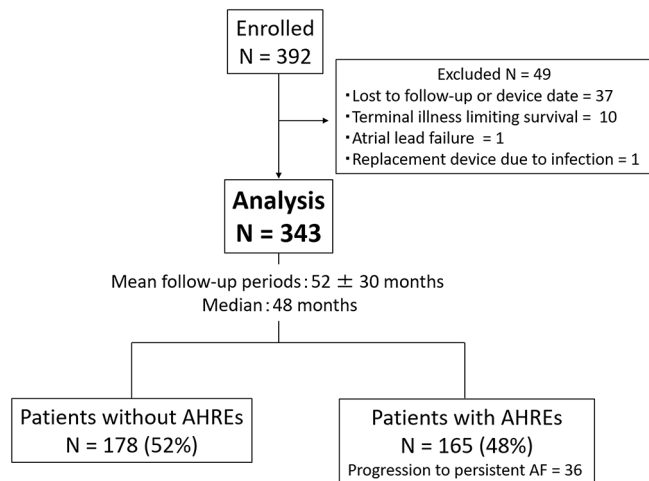 Enrolled
N = 392
Excluded N = 49
・Lost to follow-up or device date = 37
・Terminal illness limiting survival = 10
・Atrial lead failure = 1
・Replacement device due to infection = 1
Analysis
N = 343
Mean follow-up periods : 52 ± 30 months
Median : 48 months
Patients without AHREs
N = 178 (52%)
Patients with AHREs
N = 165 (48%)
Progression to persistent AF = 36